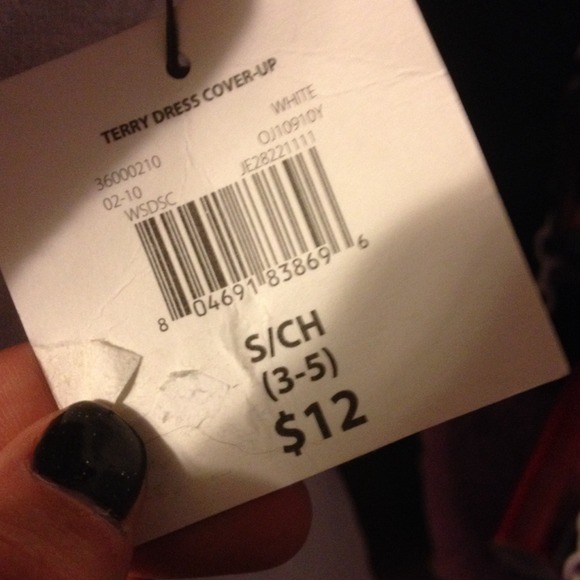 TERRY DRESS COVER-UP
36000210 WHITE
02-10 OJ10910Y
WSDSC JE28221111
8 04691 83869 6
S/CH
(3-5)
$12